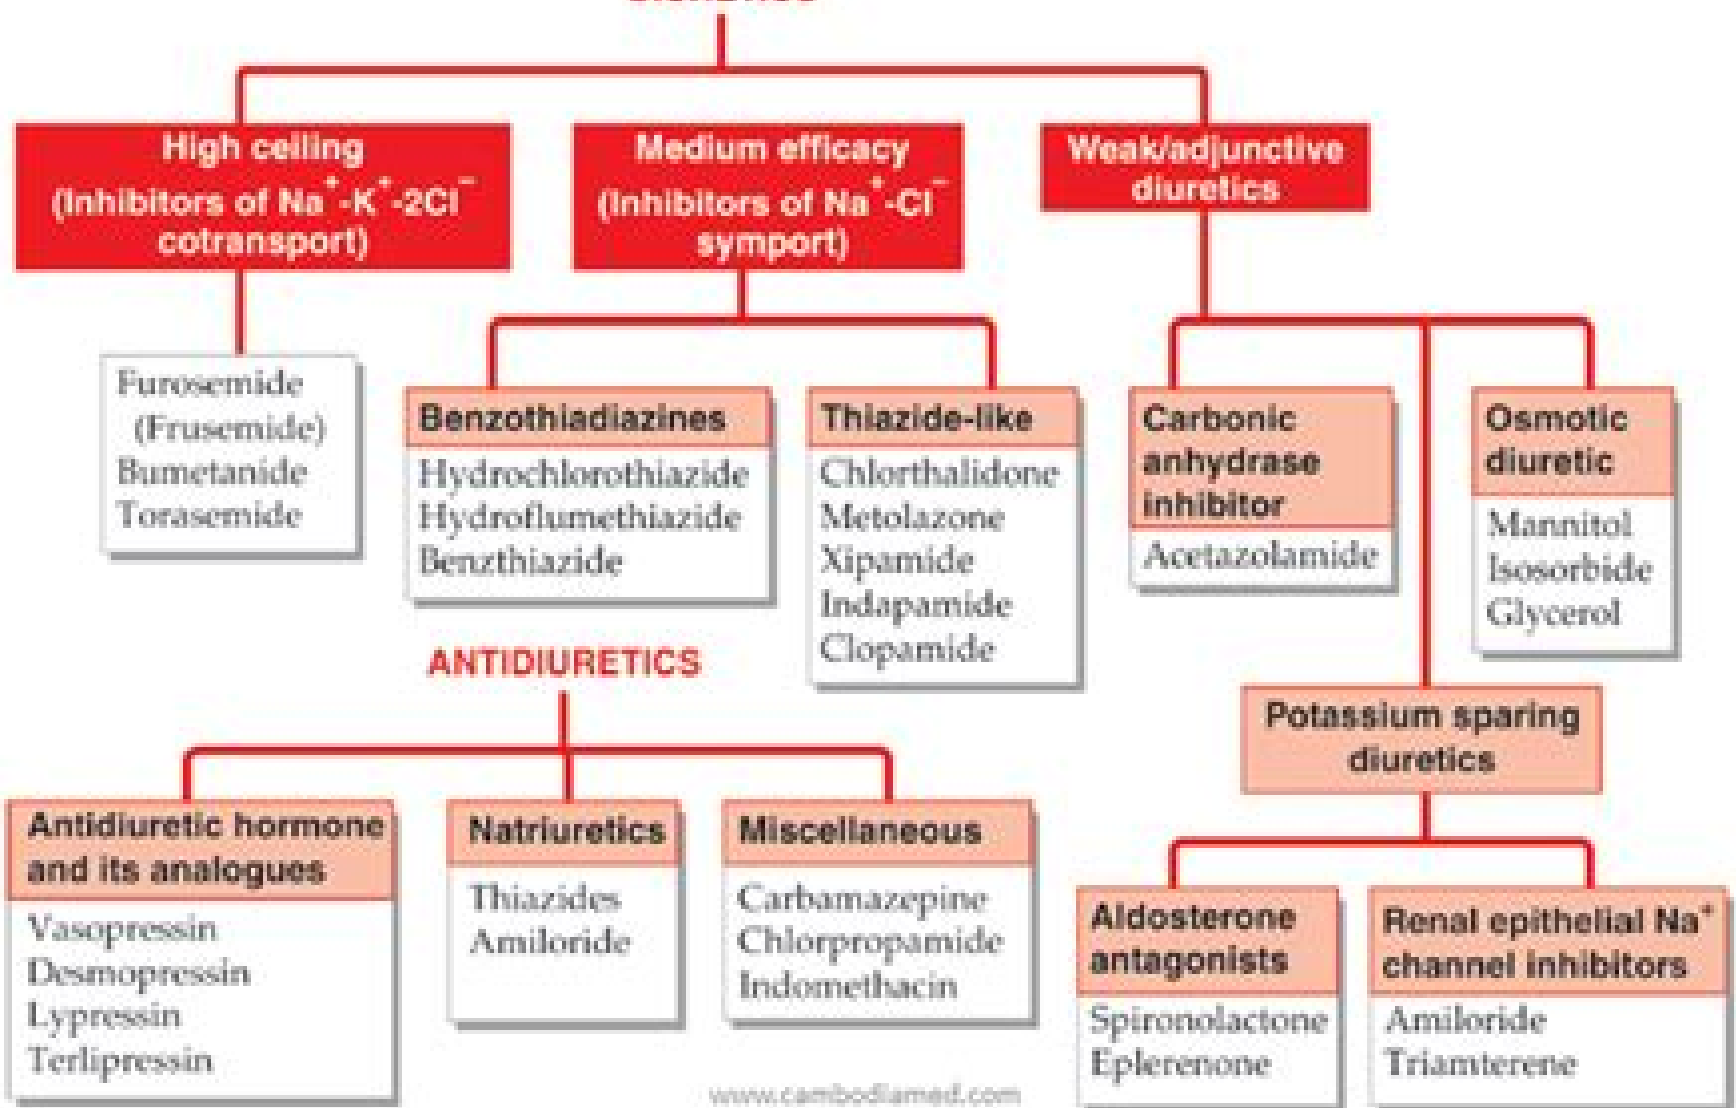 High ceiling
(Inhibitors of Na+-K+-2Cl−
cotransport)
Medium efficacy
(Inhibitors of Na+-Cl−
symport)
Weak/adjunctive
diuretics
Furosemide
(Frusemide)
Bumetanide
Torasemide
Benzothiadiazines
Hydrochlorothiazide
Hydroflumethiazide
Benzthiazide
Thiazide-like
Chlorthalidone
Metolazone
Xipamide
Indapamide
Clopamide
Carbonic
anhydrase
inhibitor
Acetazolamide
Osmotic
diuretic
Mannitol
Isosorbide
Glycerol
Potassium sparing
diuretics
Aldosterone
antagonists
Spironolactone
Eplerenone
Renal epithelial Na+
channel inhibitors
Amiloride
Triamterene
ANTIDIURETICS
Antidiuretic hormone
and its analogues
Vasopressin
Desmopressin
Lypressin
Terlipressin
Natriuretics
Thiazides
Amiloride
Miscellaneous
Carbamazepine
Chlorpropamide
Indomethacin
www.cambodiamed.com